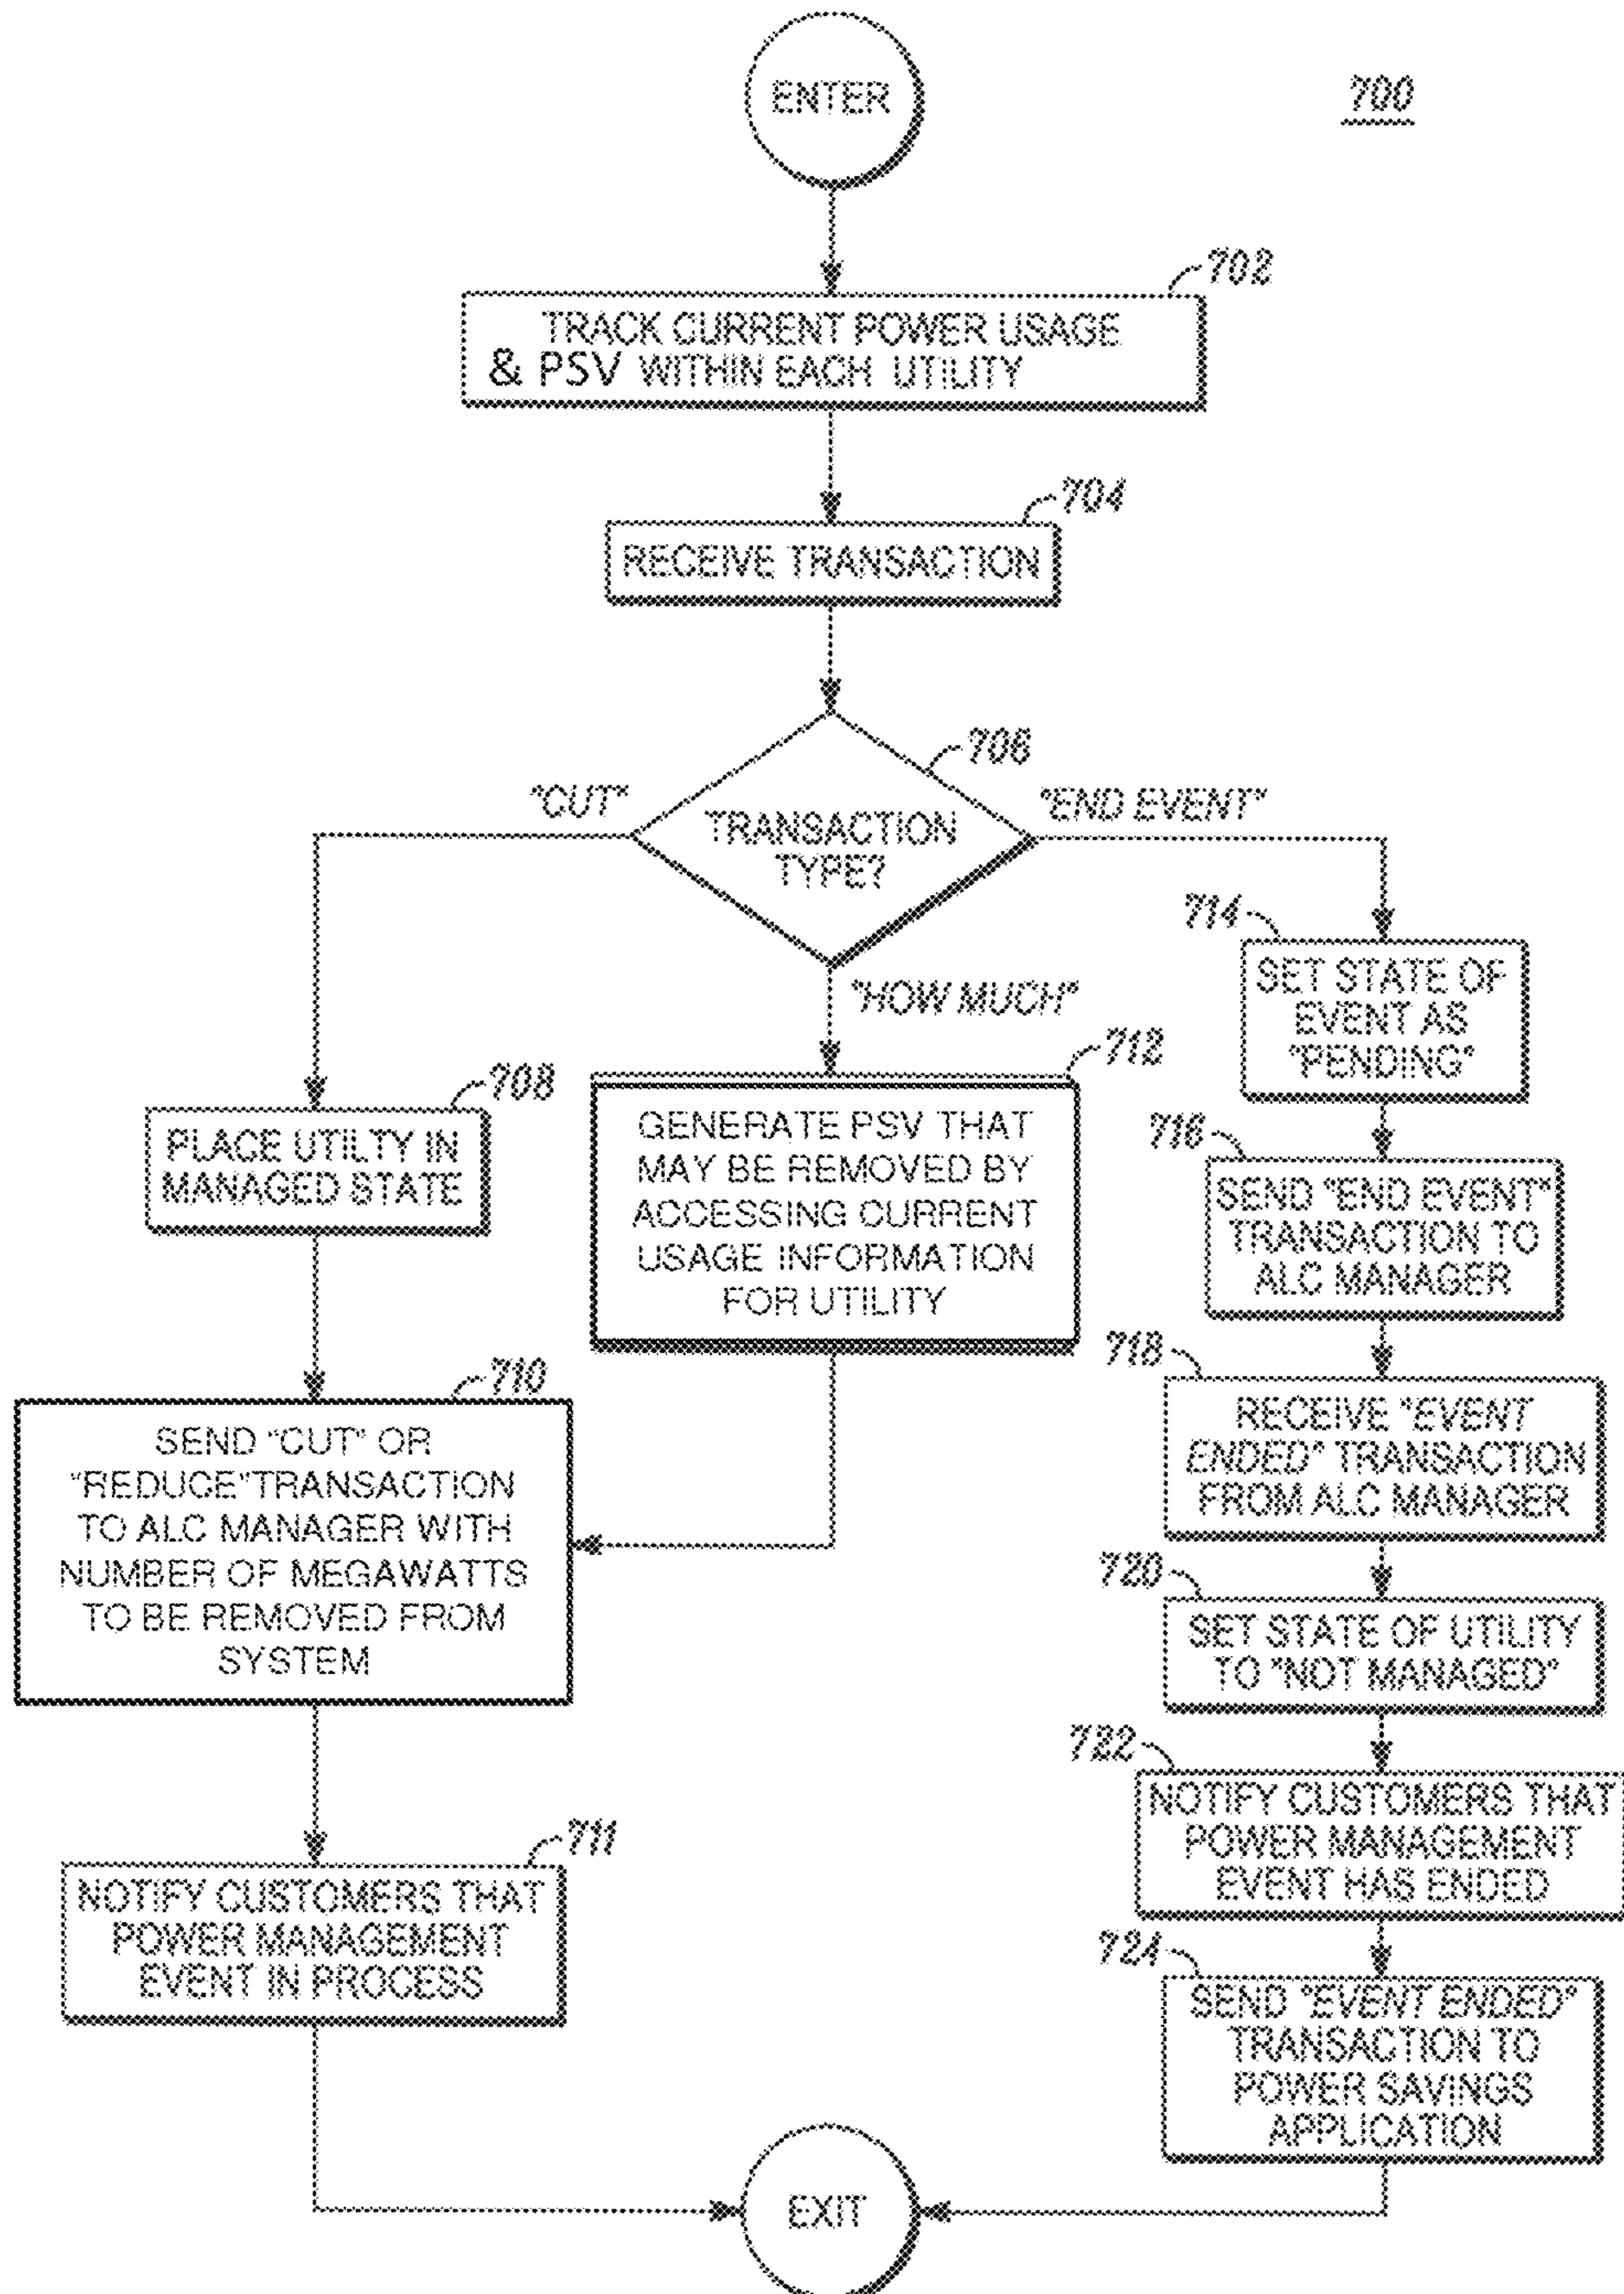 ENTER
700
702
TRACK CURRENT POWER USAGE
& PSV WITHIN EACH UTILITY
704
RECEIVE TRANSACTION
706
"CUT"
"END EVENT"
TRANSACTION
TYPE?
"HOW MUCH"
708
PLACE UTILTY IN
MANAGED STATE
712
GENERATE PSV THAT
MAY BE REMOVED BY
ACCESSING CURRENT
USAGE INFORMATION
FOR UTILITY
710
SEND "CUT" OR
"REDUCE"TRANSACTION
TO ALC MANAGER WITH
NUMBER OF MEGAWATTS
TO BE REMOVED FROM
SYSTEM
711
NOTIFY CUSTOMERS THAT
POWER MANAGEMENT
EVENT IN PROCESS
714
SET STATE OF
EVENT AS
"PENDING"
716
SEND "END EVENT"
TRANSACTION TO
ALC MANAGER
718
RECEIVE "EVENT
ENDED" TRANSACTION
FROM ALC MANAGER
720
SET STATE OF UTILITY
TO "NOT MANAGED"
722
NOTIFY CUSTOMERS THAT
POWER MANAGEMENT
EVENT HAS ENDED
724
SEND "EVENT ENDED"
TRANSACTION TO
POWER SAVINGS
APPLICATION
EXIT